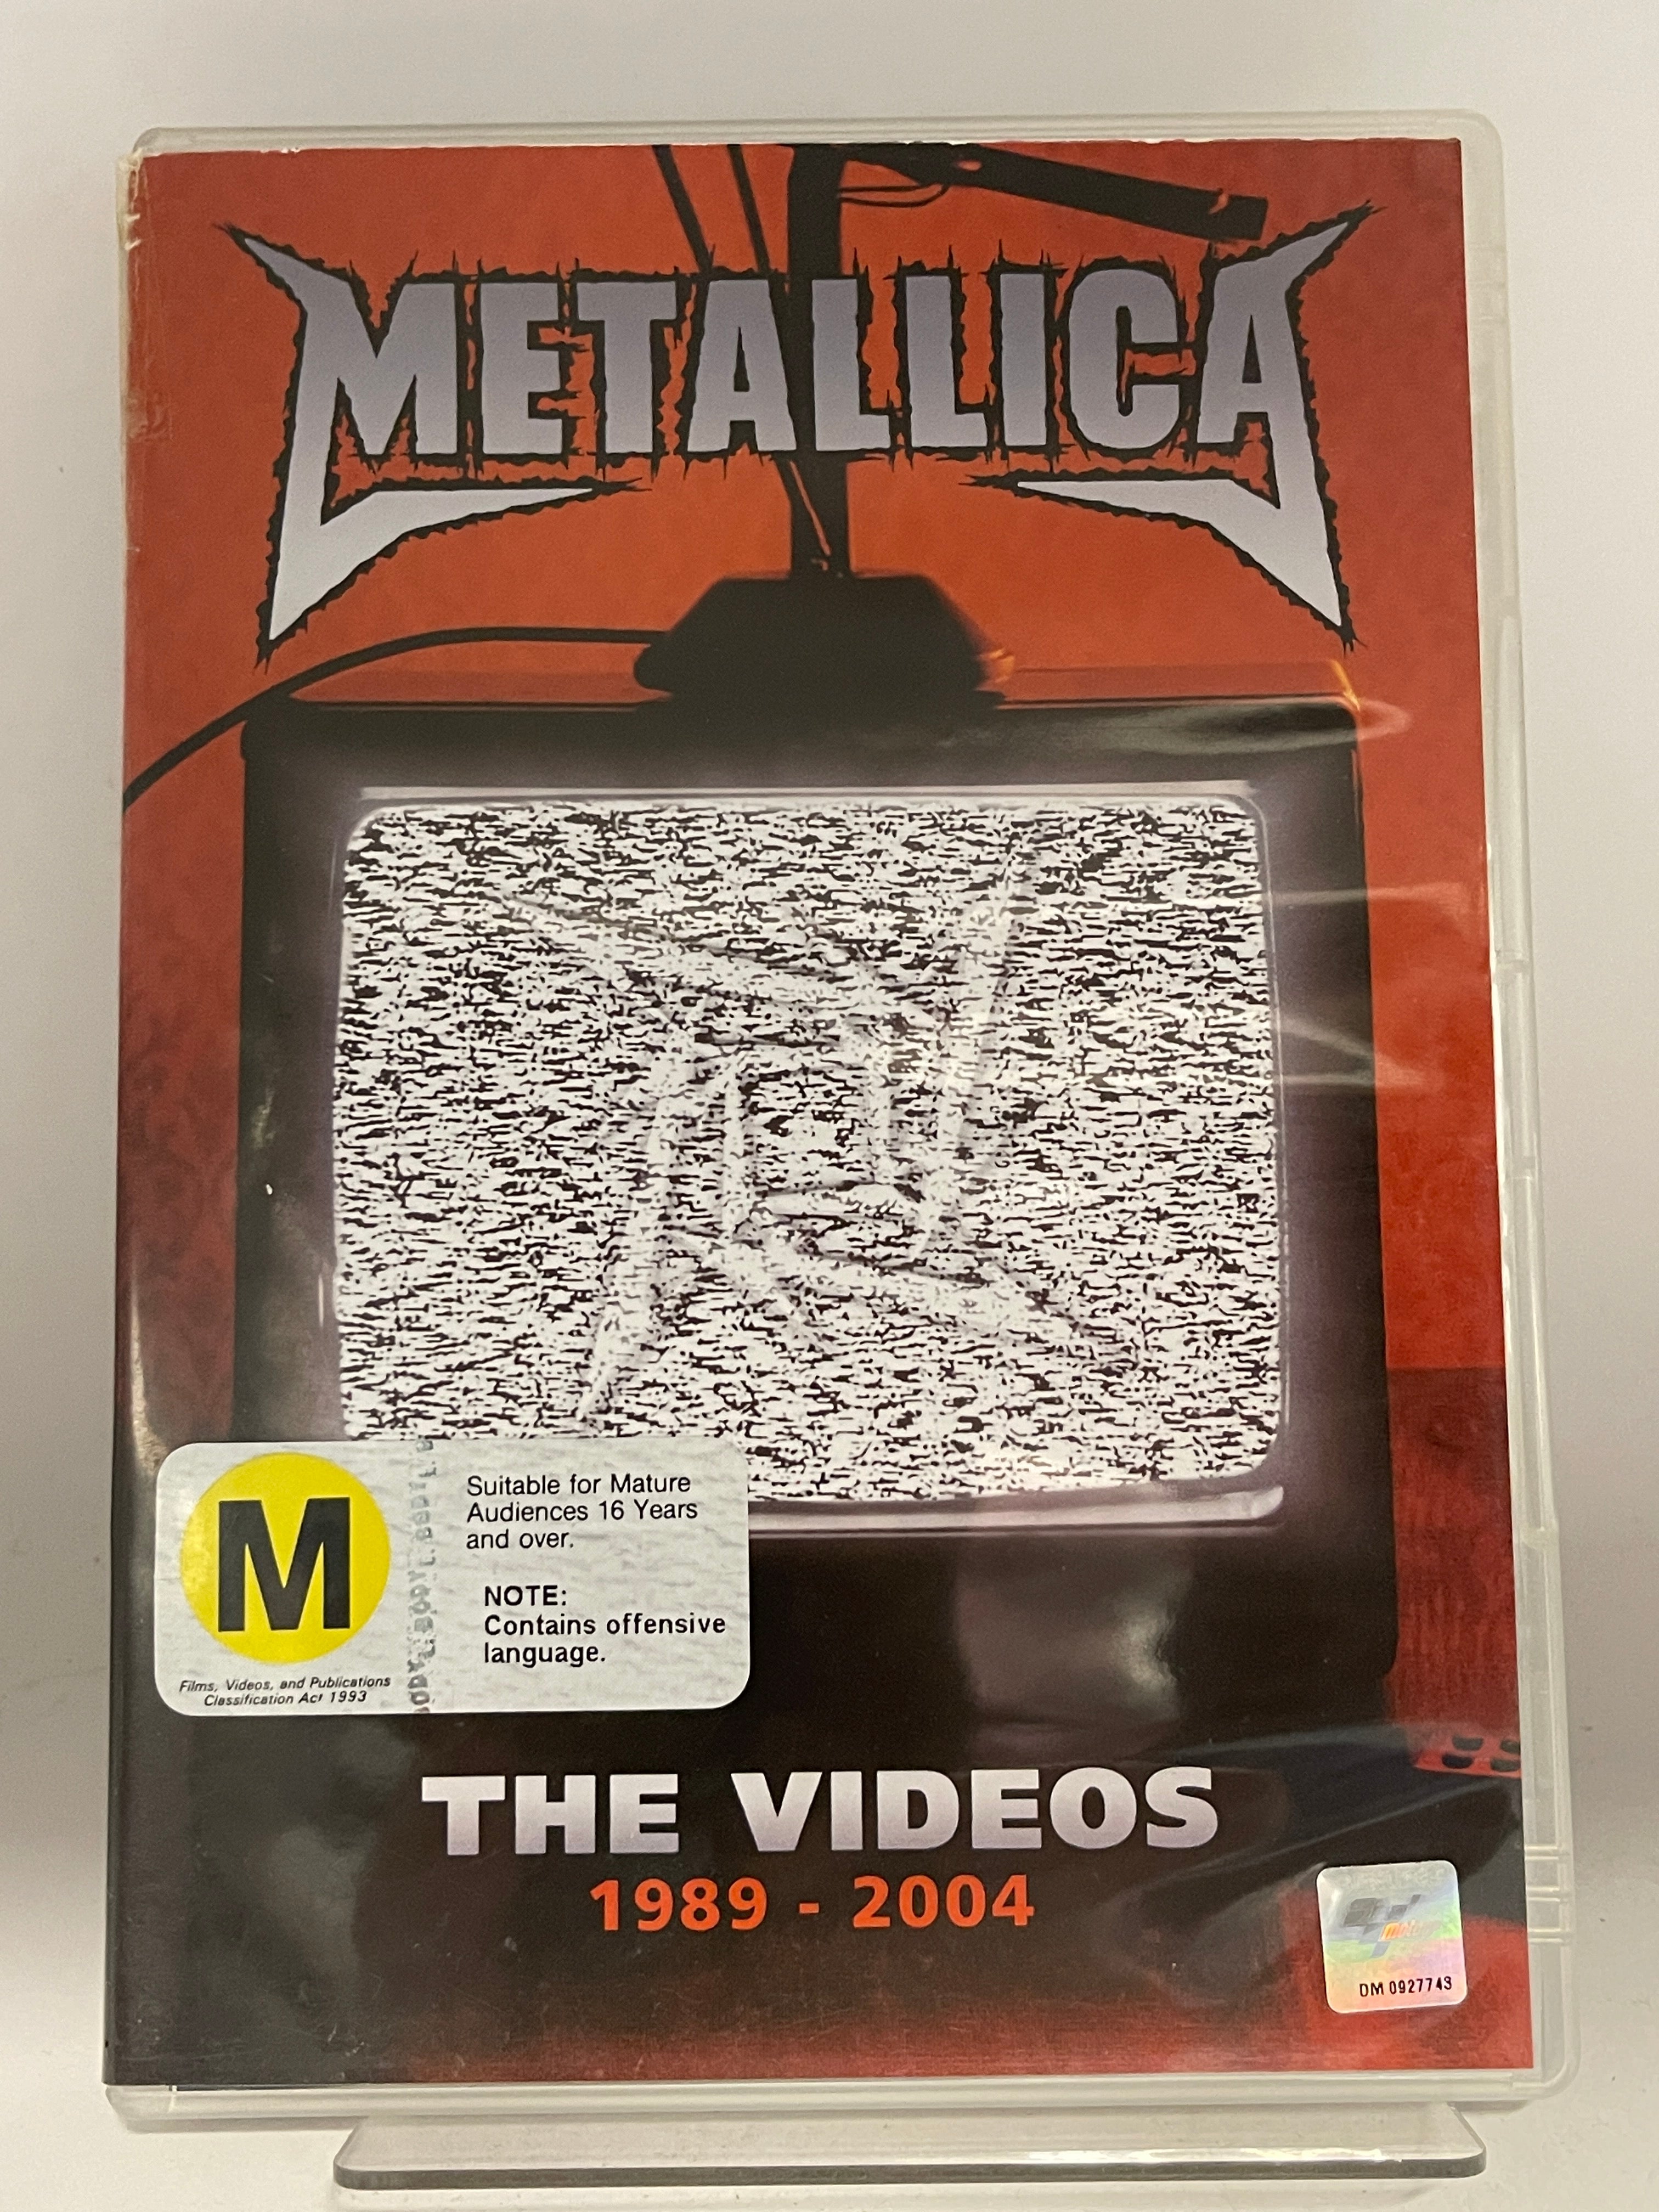 METALLICA
M
Suitable for Mature
Audiences 16 Years
and over.
NOTE:
Contains offensive
language.
Films, Videos, and Publications
Classification Act 1993
THE VIDEOS
1989 - 2004
DM 0927743